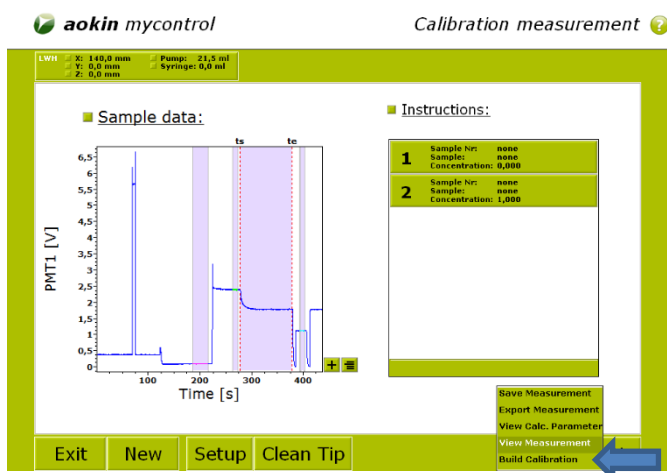 aokin mycontrol
Calibration measurement ?
LWH X: 140,0 mm Pump: 21,5 ml
Y: 0,0 mm Syringe: 0,0 ml
Z: 0,0 mm
Sample data:
Instructions:
ts te
1 Sample Nr: none
Sample: none
Concentration: 0,000
2 Sample Nr: none
Sample: none
Concentration: 1,000
PMT1 [V]
6,5
6
5,5
5
4,5
4
3,5
3
2,5
2
1,5
1
0,5
0
100 200 300 400
Time [s]
+
Save Measurement
Export Measurement
View Calc. Parameter
View Measurement
Build Calibration
Exit New Setup Clean Tip